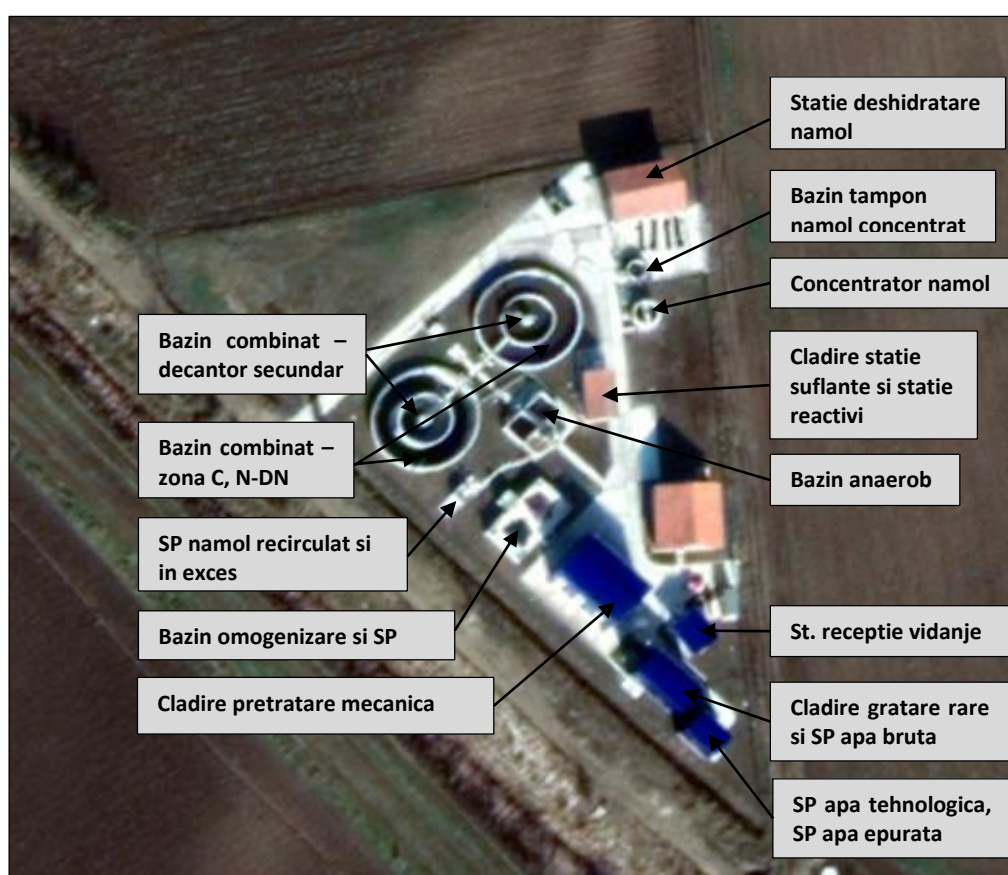 Statie deshidratare
namol
Bazin tampon
namol concentrat
Concentrator namol
Bazin combinat –
decantor secundar
Cladire statie
suflante si statie
reactivi
Bazin combinat –
zona C, N-DN
Bazin anaerob
SP namol recirculat si
in exces
Bazin omogenizare si SP
St. receptie vidanje
Cladire pretratare mecanica
Cladire gratare rare
si SP apa bruta
SP apa tehnologica,
SP apa epurata